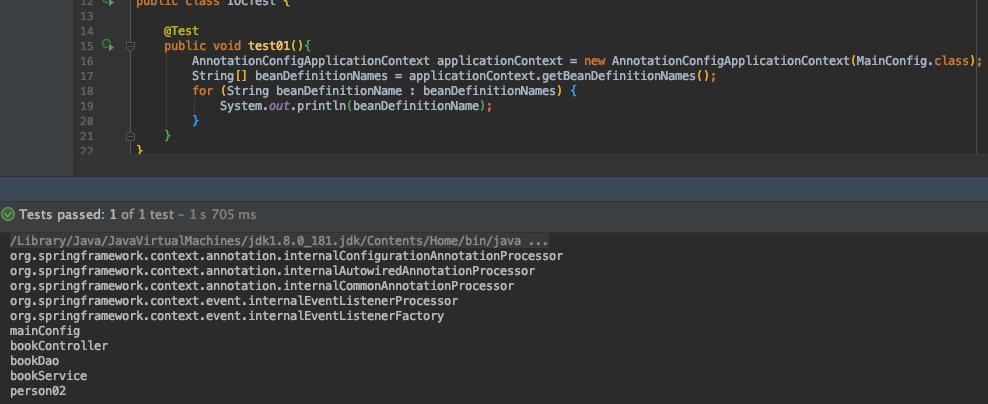 12 public class IOCTest {
13
14 @Test
15 public void test01(){
16 AnnotationConfigApplicationContext applicationContext = new AnnotationConfigApplicationContext(MainConfig.class);
17 String[] beanDefinitionNames = applicationContext.getBeanDefinitionNames();
18 for (String beanDefinitionName : beanDefinitionNames) {
19 System.out.println(beanDefinitionName);
20 }
21 }
22 }
Tests passed: 1 of 1 test – 1 s 705 ms
/Library/Java/JavaVirtualMachines/jdk1.8.0_181.jdk/Contents/Home/bin/java ...
org.springframework.context.annotation.internalConfigurationAnnotationProcessor
org.springframework.context.annotation.internalAutowiredAnnotationProcessor
org.springframework.context.annotation.internalCommonAnnotationProcessor
org.springframework.context.event.internalEventListenerProcessor
org.springframework.context.event.internalEventListenerFactory
mainConfig
bookController
bookDao
bookService
person02